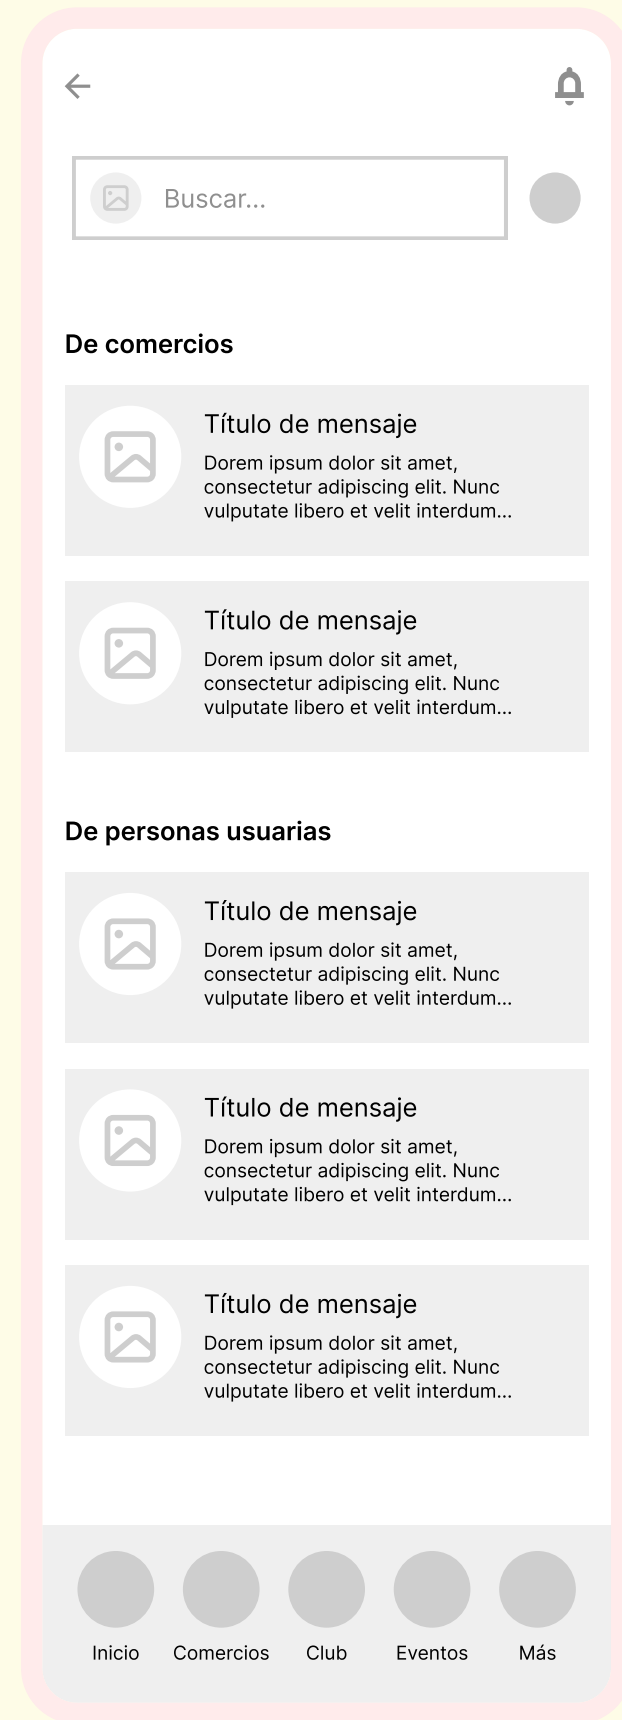 Buscar...
De comercios
Título de mensaje
Dorem ipsum dolor sit amet,
consectetur adipiscing elit. Nunc
vulputate libero et velit interdum...
Título de mensaje
Dorem ipsum dolor sit amet,
consectetur adipiscing elit. Nunc
vulputate libero et velit interdum...
De personas usuarias
Título de mensaje
Dorem ipsum dolor sit amet,
consectetur adipiscing elit. Nunc
vulputate libero et velit interdum...
Título de mensaje
Dorem ipsum dolor sit amet,
consectetur adipiscing elit. Nunc
vulputate libero et velit interdum...
Título de mensaje
Dorem ipsum dolor sit amet,
consectetur adipiscing elit. Nunc
vulputate libero et velit interdum...
Inicio Comercios Club Eventos Más